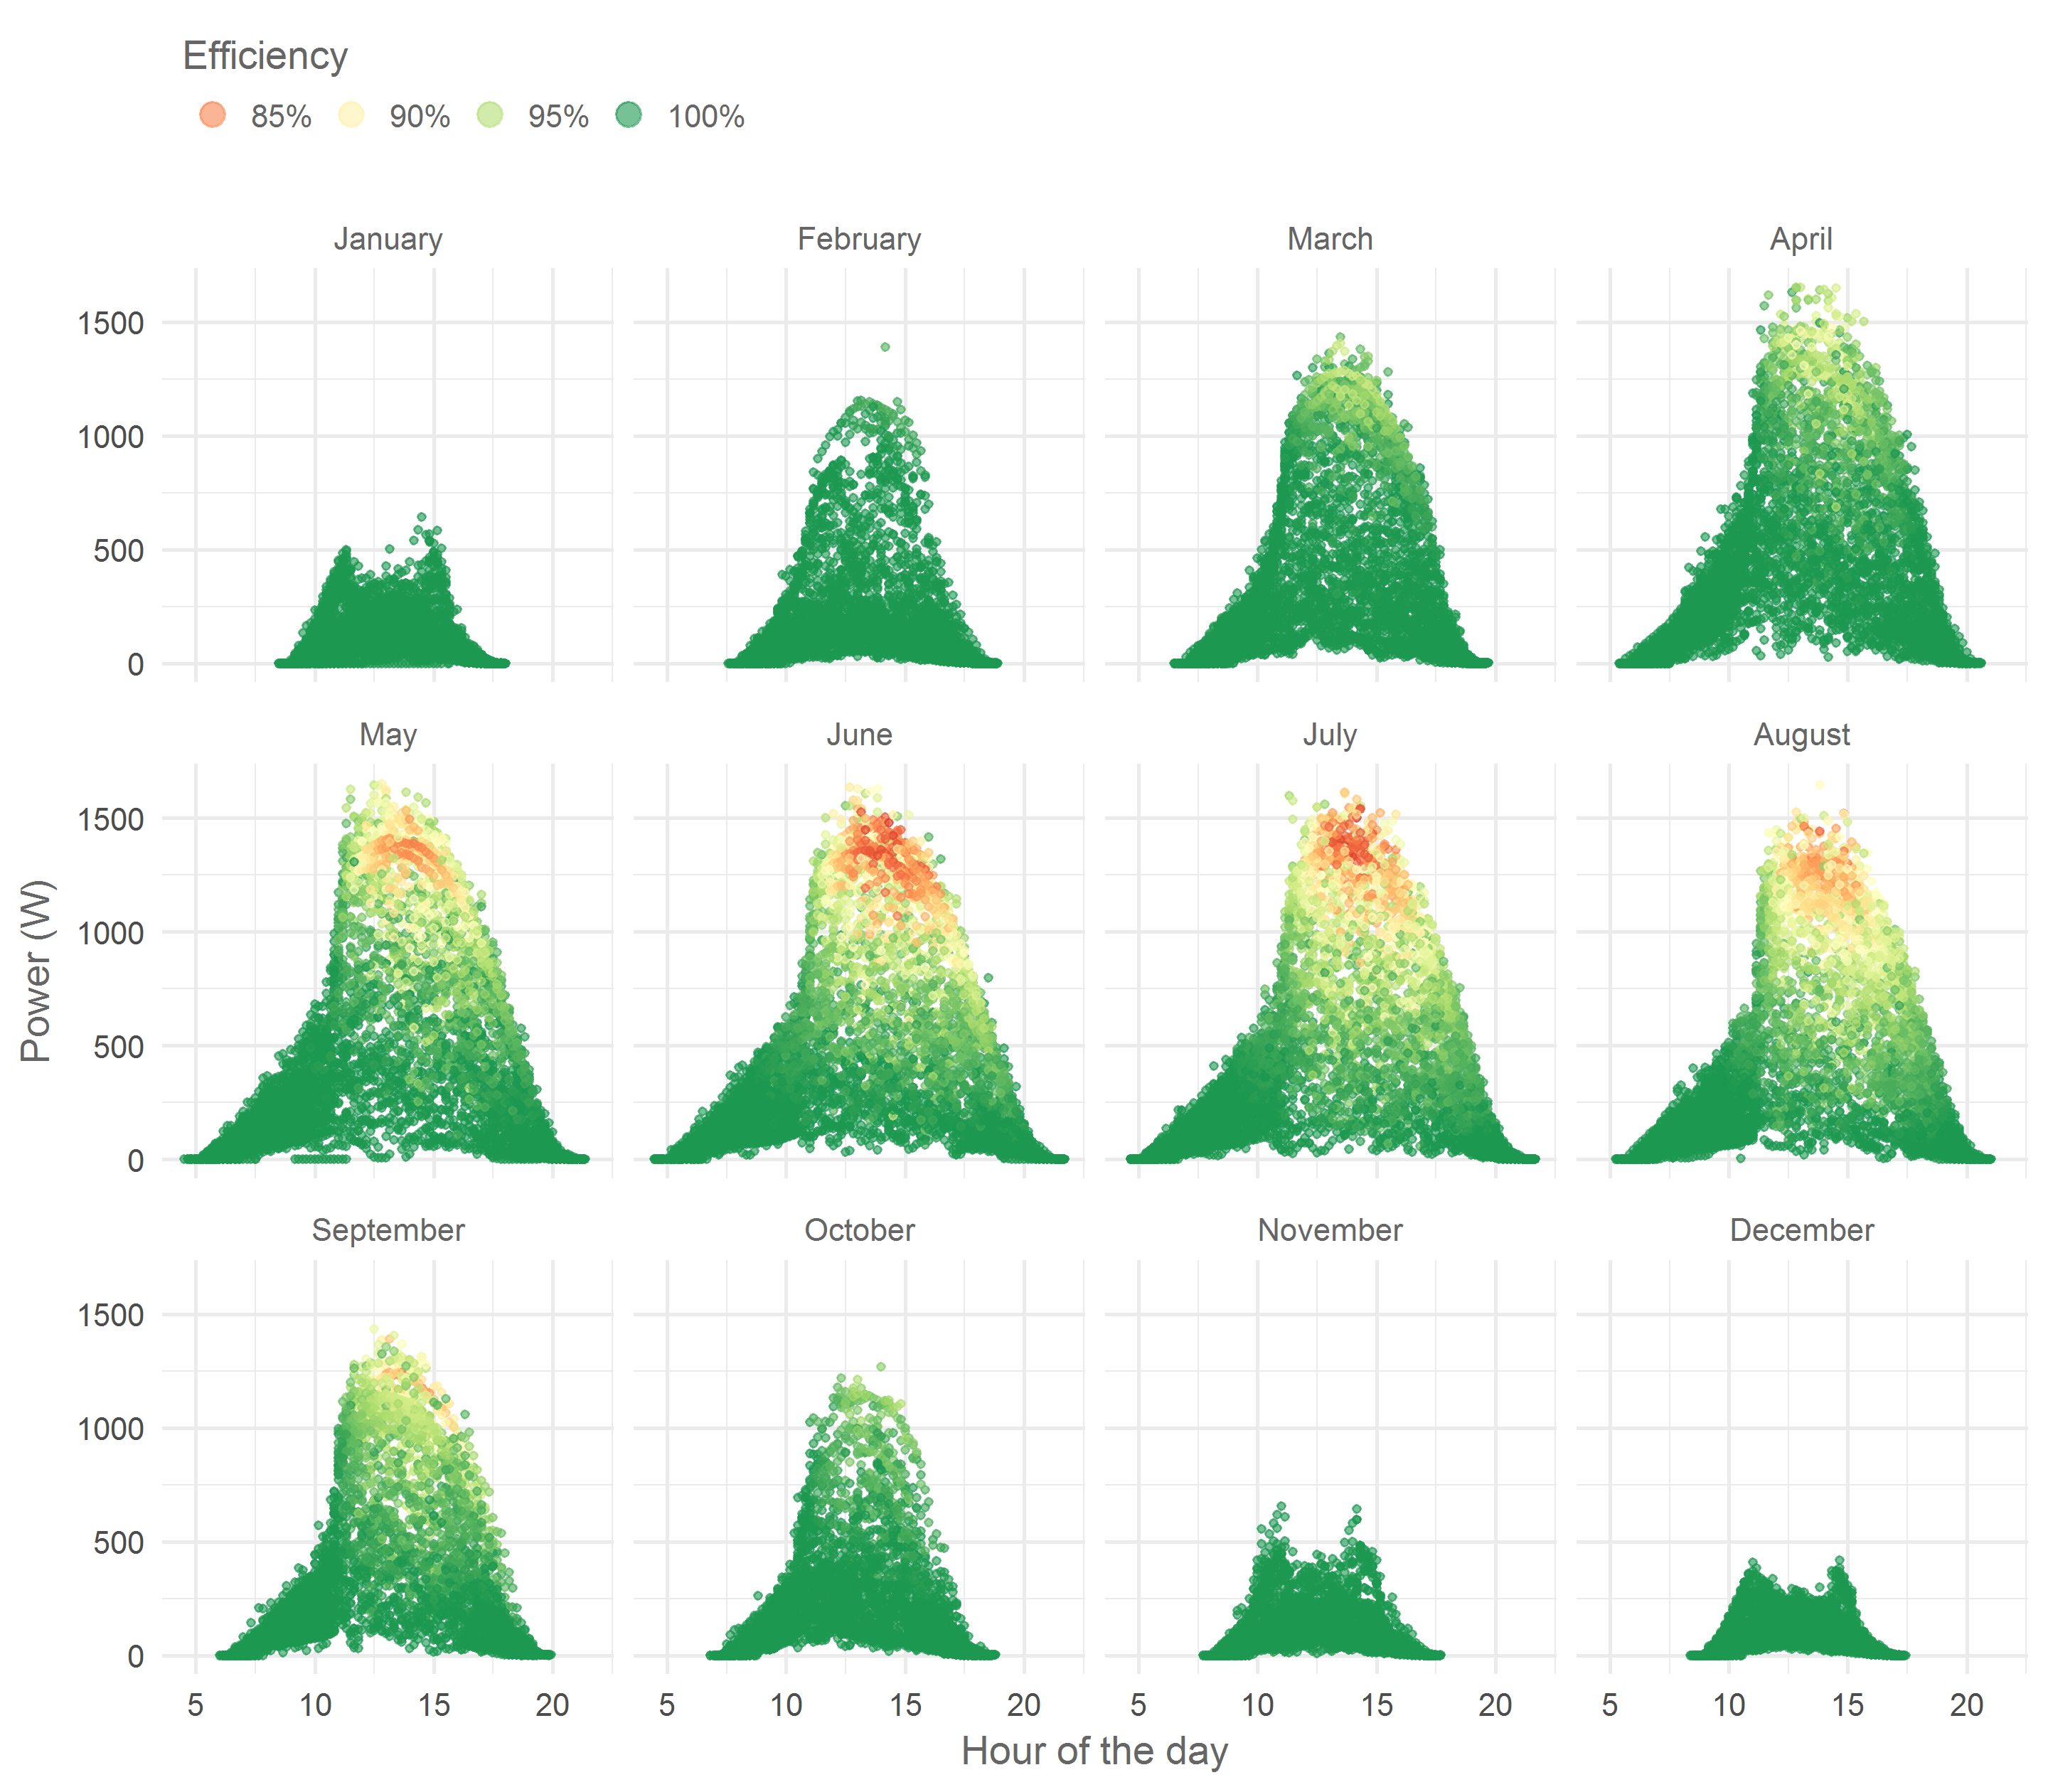 Efficiency
85% 90% 95% 100%
January February March April
1500
1000
500
0
May June July August
1500
1000
500
0
Power (W)
September October November December
1500
1000
500
0
5 10 15 20 5 10 15 20 5 10 15 20 5 10 15 20
Hour of the day